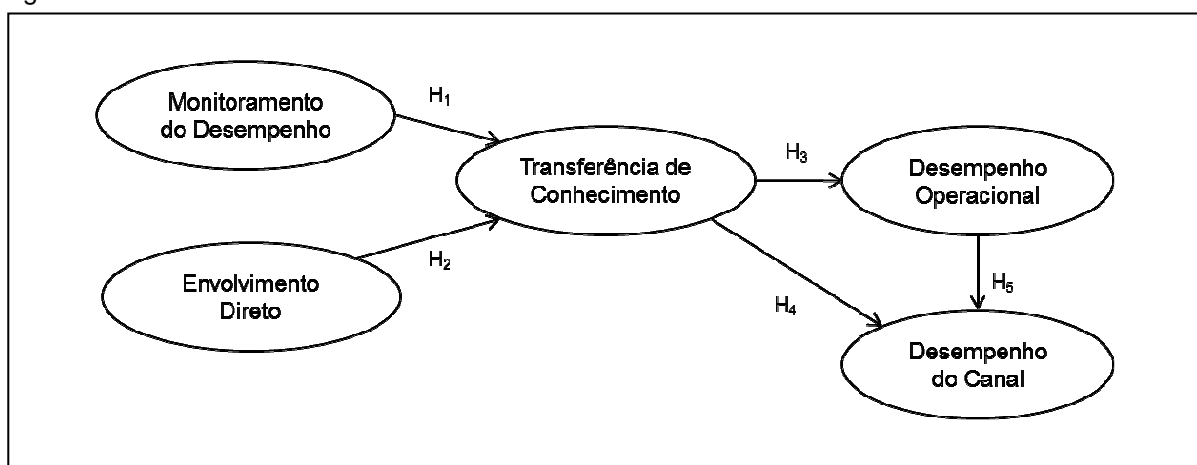 Monitoramento
do Desempenho
H₁
Transferência de
Conhecimento
H₃
Desempenho
Operacional
Envolvimento
Direto
H₂
H₄
H₅
Desempenho
do Canal